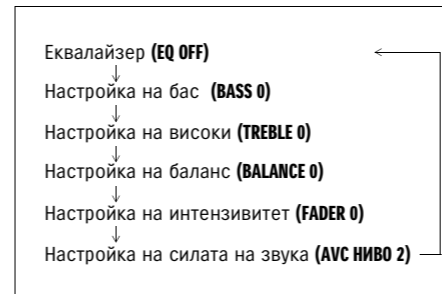 Еквалайзер (EQ OFF)
Настройка на бас (BASS 0)
Настройка на високи (TREBLE 0)
Настройка на баланс (BALANCE 0)
Настройка на интензивитет (FADER 0)
Настройка на силата на звука (AVC НИВО 2)